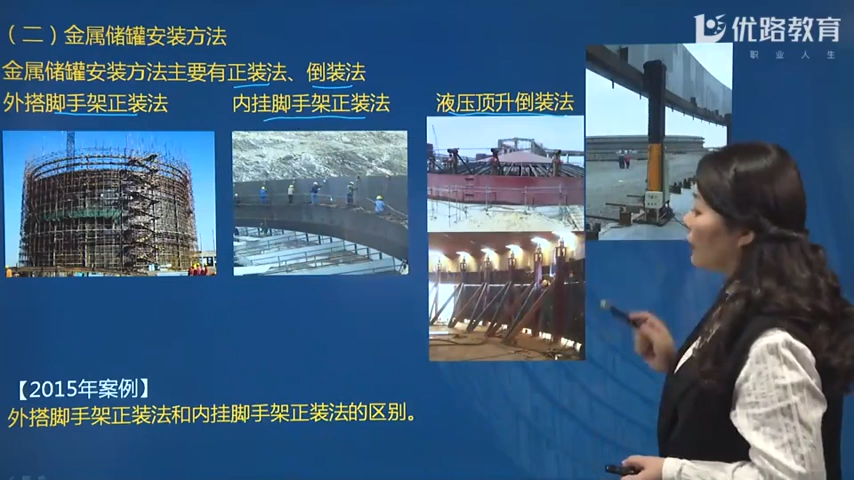 （二）金属储罐安装方法
优路教育
职业人生
金属储罐安装方法主要有正装法、倒装法
外搭脚手架正装法
内挂脚手架正装法
液压顶升倒装法
【2015年案例】
外搭脚手架正装法和内挂脚手架正装法的区别。